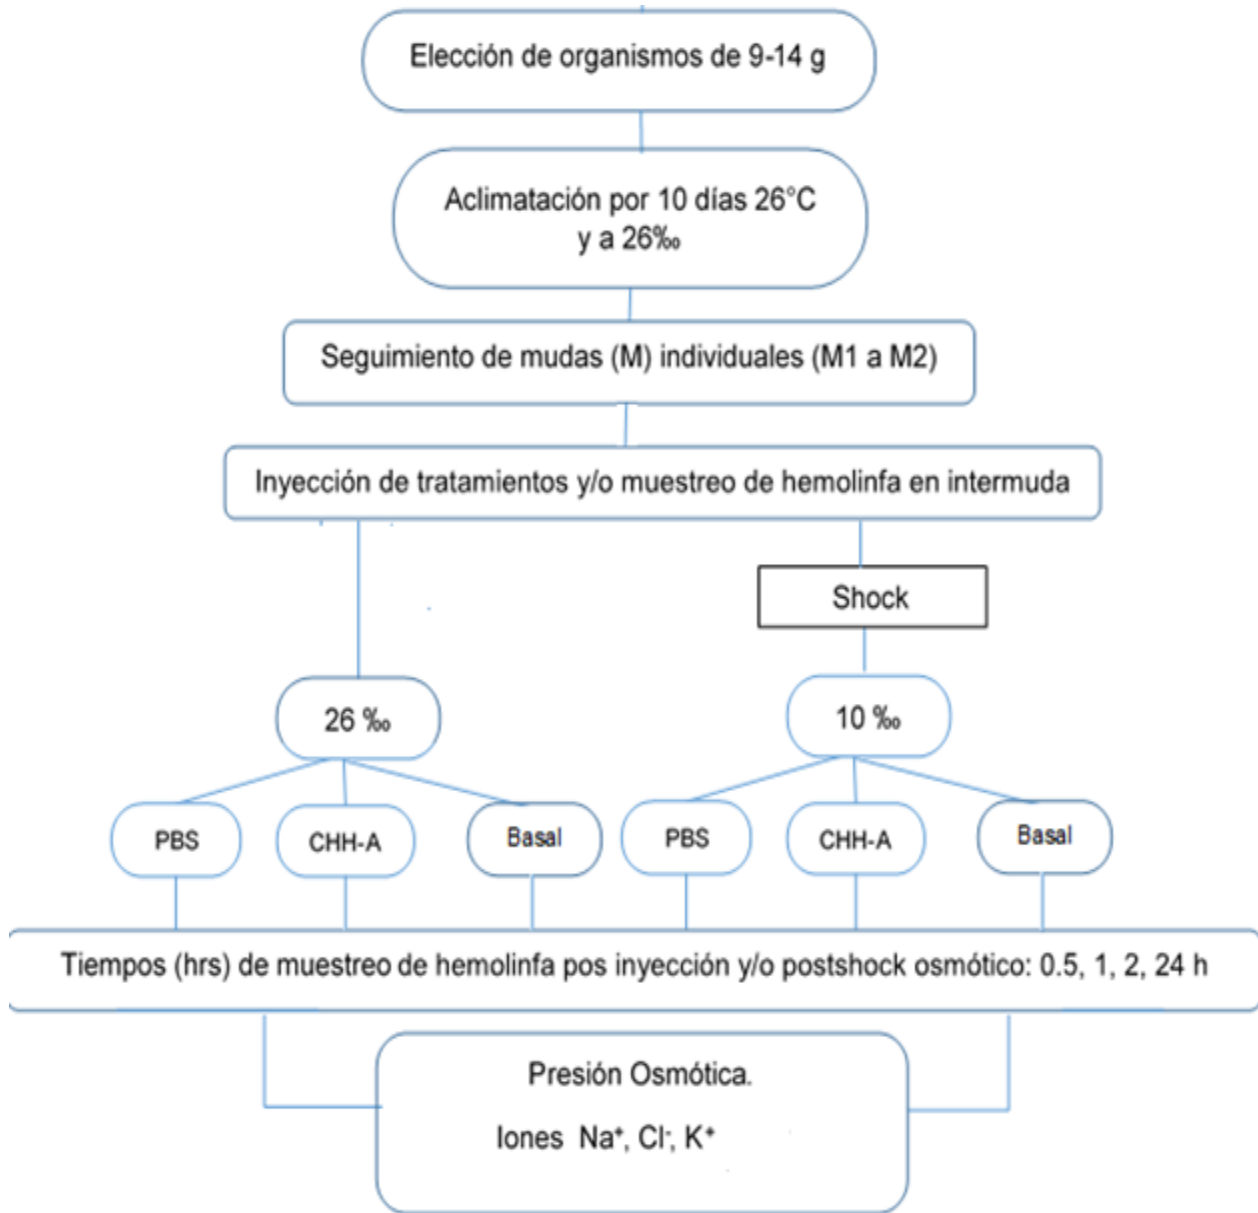 Elección de organismos de 9-14 g
Aclimatación por 10 días 26°C
y a 26‰
Seguimiento de mudas (M) individuales (M1 a M2)
Inyección de tratamientos y/o muestreo de hemolinfa en intermuda
Shock
26 ‰
10 ‰
PBS
CHH-A
Basal
PBS
CHH-A
Basal
Tiempos (hrs) de muestreo de hemolinfa pos inyección y/o postshock osmótico: 0.5, 1, 2, 24 h
Presión Osmótica.
Iones Na⁺, Cl⁻, K⁺